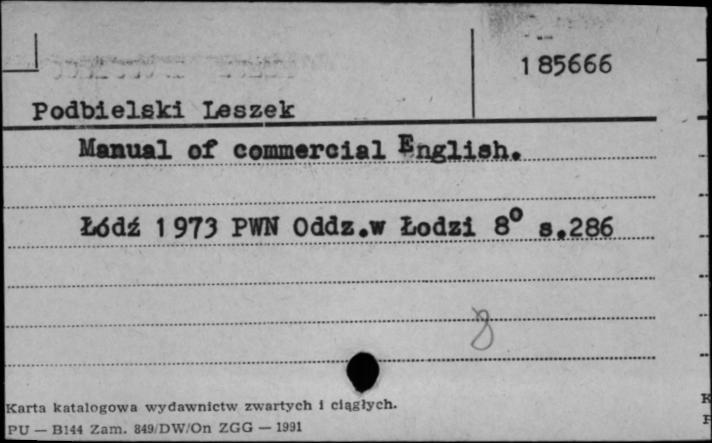 185666
Podbielski Leszek
Manual of commercial English.
Łódź 1973 PWN Oddz.w Łodzi 8° s.286
8
Karta katalogowa wydawnictw zwartych i ciągłych.
PU — B144 Zam. 849/DW/On ZGG — 1991